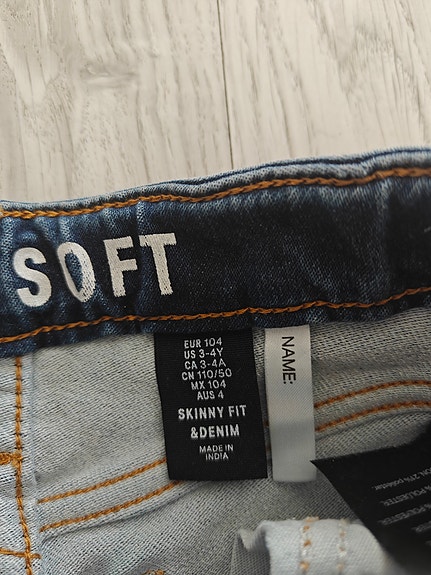 SOFT
EUR 104
US 3-4Y
CA 3-4A
CN 110/50
MX 104
AUS 4
SKINNY FIT
&DENIM
MADE IN
INDIA
NAME:
POLYESTER